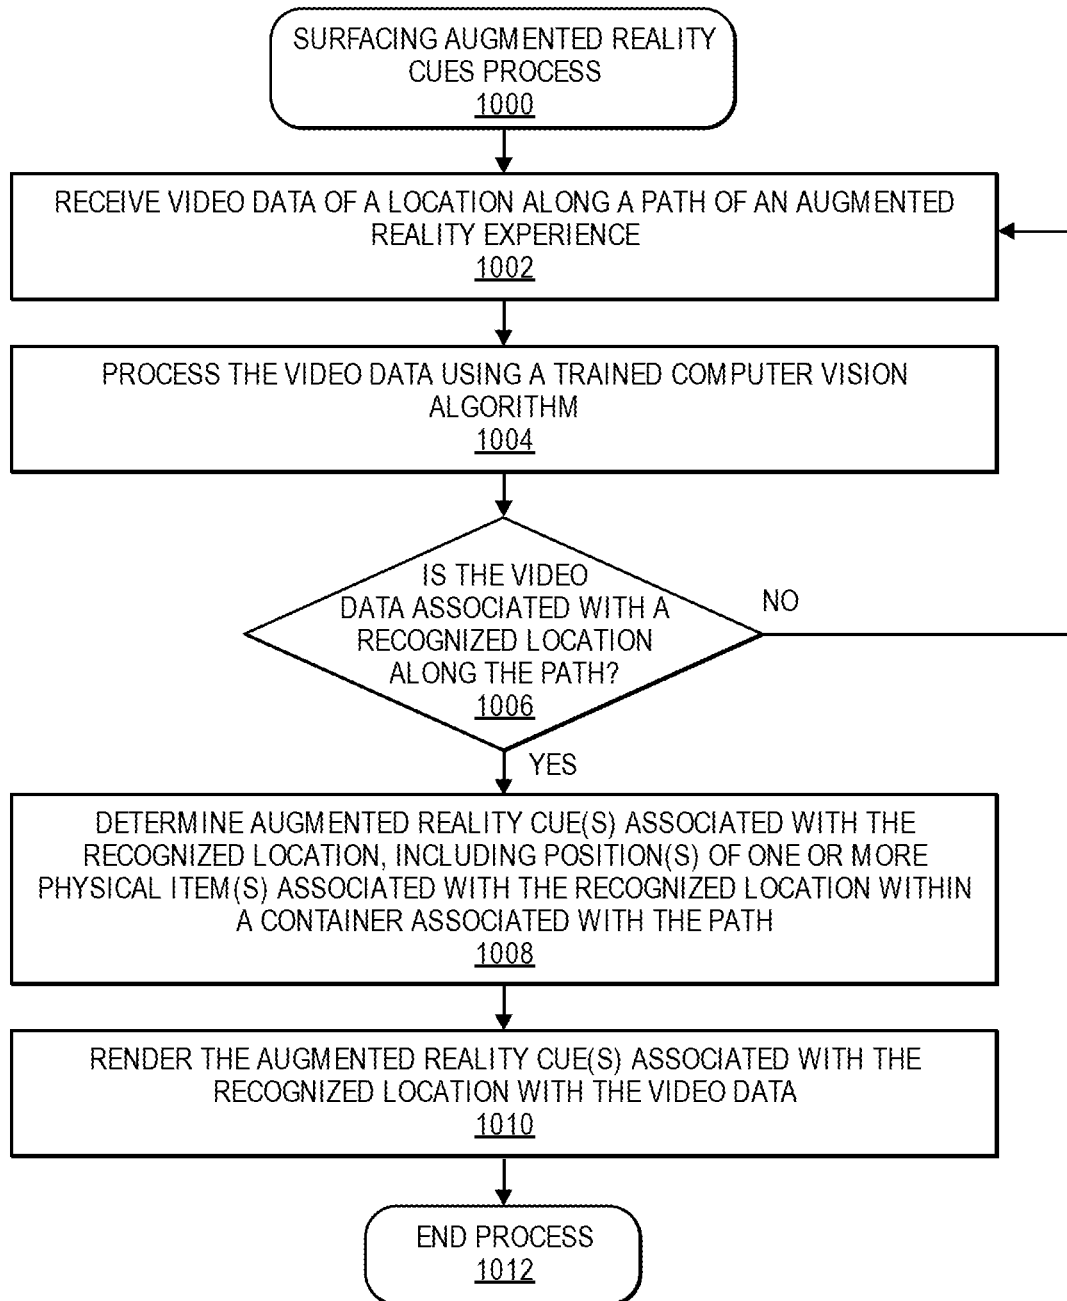 SURFACING AUGMENTED REALITY
CUES PROCESS
1000
RECEIVE VIDEO DATA OF A LOCATION ALONG A PATH OF AN AUGMENTED
REALITY EXPERIENCE
1002
PROCESS THE VIDEO DATA USING A TRAINED COMPUTER VISION
ALGORITHM
1004
IS THE VIDEO
DATA ASSOCIATED WITH A
RECOGNIZED LOCATION
ALONG THE PATH?
1006
NO
YES
DETERMINE AUGMENTED REALITY CUE(S) ASSOCIATED WITH THE
RECOGNIZED LOCATION, INCLUDING POSITION(S) OF ONE OR MORE
PHYSICAL ITEM(S) ASSOCIATED WITH THE RECOGNIZED LOCATION WITHIN
A CONTAINER ASSOCIATED WITH THE PATH
1008
RENDER THE AUGMENTED REALITY CUE(S) ASSOCIATED WITH THE
RECOGNIZED LOCATION WITH THE VIDEO DATA
1010
END PROCESS
1012